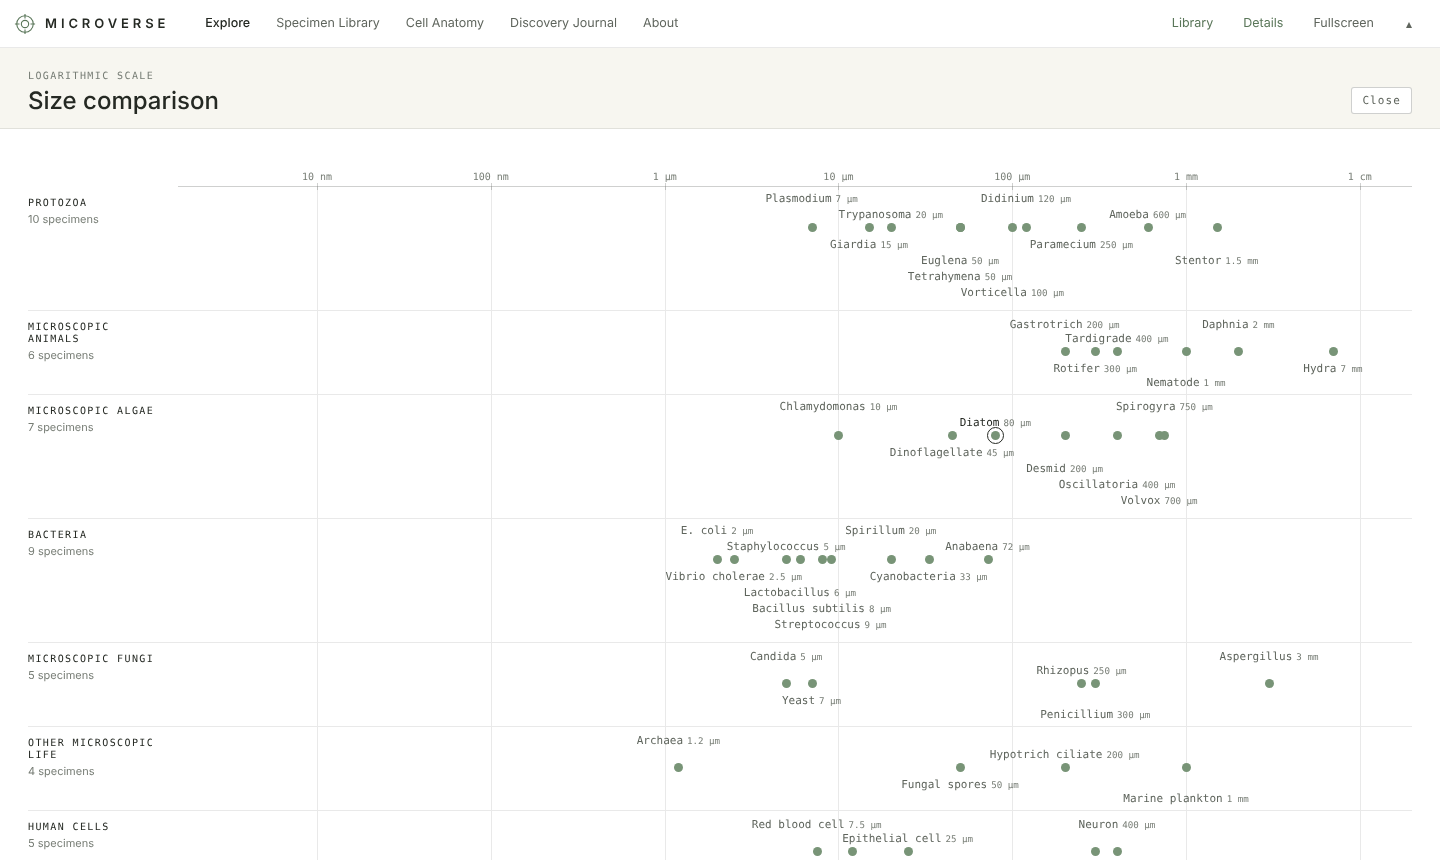 MICROVERSE
Explore
Specimen Library
Cell Anatomy
Discovery Journal
About
Library
Details
Fullscreen
▲
LOGARITHMIC SCALE
Size comparison
Close
10 nm
100 nm
1 µm
10 µm
100 µm
1 mm
1 cm
PROTOZOA
10 specimens
Plasmodium 7 µm
Didinium 120 µm
Trypanosoma 20 µm
Amoeba 600 µm
Giardia 15 µm
Paramecium 250 µm
Euglena 50 µm
Stentor 1.5 mm
Tetrahymena 50 µm
Vorticella 100 µm
MICROSCOPIC
ANIMALS
6 specimens
Gastrotrich 200 µm
Daphnia 2 mm
Tardigrade 400 µm
Rotifer 300 µm
Hydra 7 mm
Nematode 1 mm
MICROSCOPIC ALGAE
7 specimens
Chlamydomonas 10 µm
Spirogyra 750 µm
Diatom 80 µm
Dinoflagellate 45 µm
Desmid 200 µm
Oscillatoria 400 µm
Volvox 700 µm
BACTERIA
9 specimens
E. coli 2 µm
Spirillum 20 µm
Staphylococcus 5 µm
Anabaena 72 µm
Vibrio cholerae 2.5 µm
Cyanobacteria 33 µm
Lactobacillus 6 µm
Bacillus subtilis 8 µm
Streptococcus 9 µm
MICROSCOPIC FUNGI
5 specimens
Candida 5 µm
Aspergillus 3 mm
Rhizopus 250 µm
Yeast 7 µm
Penicillium 300 µm
OTHER MICROSCOPIC
LIFE
4 specimens
Archaea 1.2 µm
Hypotrich ciliate 200 µm
Fungal spores 50 µm
Marine plankton 1 mm
HUMAN CELLS
5 specimens
Red blood cell 7.5 µm
Neuron 400 µm
Epithelial cell 25 µm